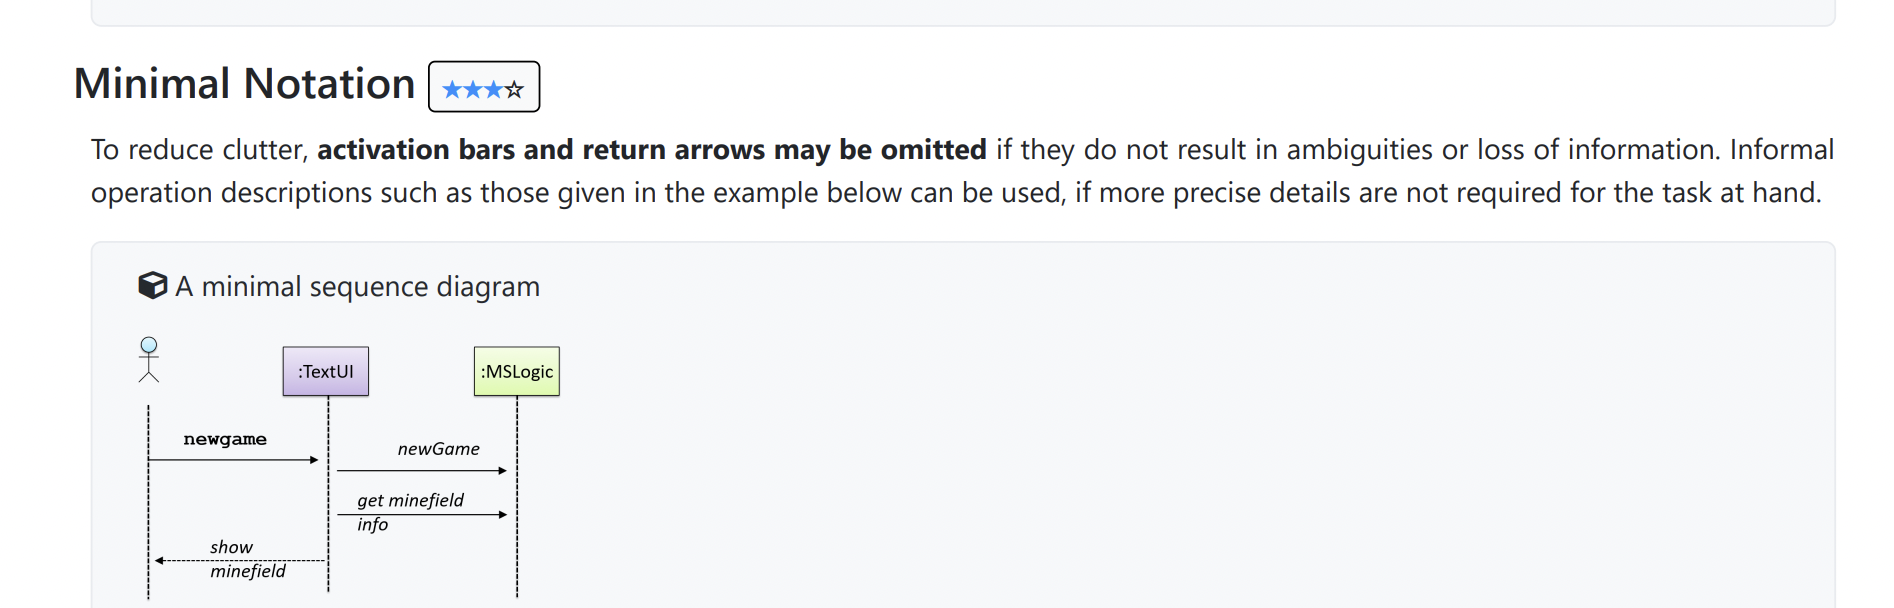 Minimal Notation ★★★☆
To reduce clutter, activation bars and return arrows may be omitted if they do not result in ambiguities or loss of information. Informal
operation descriptions such as those given in the example below can be used, if more precise details are not required for the task at hand.
A minimal sequence diagram
:TextUI
:MSLogic
newgame
newGame
get minefield
info
show
minefield